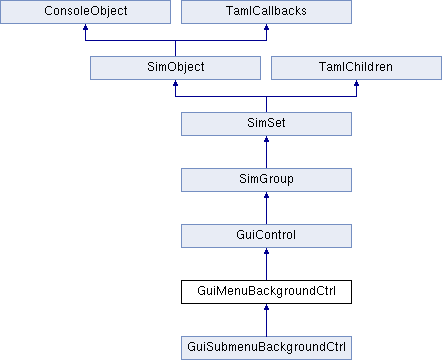 ConsoleObject TamlCallbacks
SimObject TamlChildren
SimSet
SimGroup
GuiControl
GuiMenuBackgroundCtrl
GuiSubmenuBackgroundCtrl